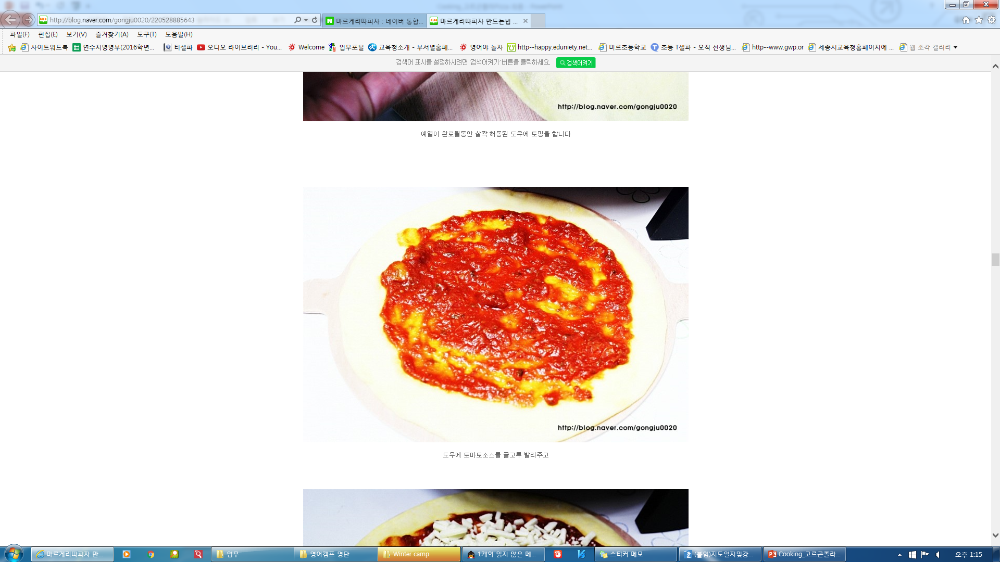 http://blog.naver.com/gongju0020/220528885643
마르게리따피자 : 네이버 통합...
마르게리따피자 만드는법 ...
파일(F) 편집(E) 보기(V) 즐겨찾기(A) 도구(T) 도움말(H)
사이트워드북 연수지명명부(2016학년... 티셀파 오디오 라이브러리 - You... Welcome 업무포털 교육청소개 - 부서별홈페... 영어야 놀자 http--happy.eduniety.net... 미르초등학교 초등 T셀파 - 오직 선생님... http--www.gwp.or 세종시교육청홈페이지에 ... 웹 조각 갤러리
검색어 표시를 설정하시려면 '검색어켜기' 버튼을 클릭하세요. 검색어켜기
http://blog.naver.com/gongju0020
예열이 완료될동안 살짝 해동된 도우에 토핑을 합니다
http://blog.naver.com/gongju0020
도우에 토마토소스를 골고루 발라주고
마르게리따피자 만... 업무 영어캠프 명단 Winter camp 1개의 읽지 않은 메... 스티커 메모 (붙임)지도일지및강... Cooking_고르곤졸라... 오후 1:15